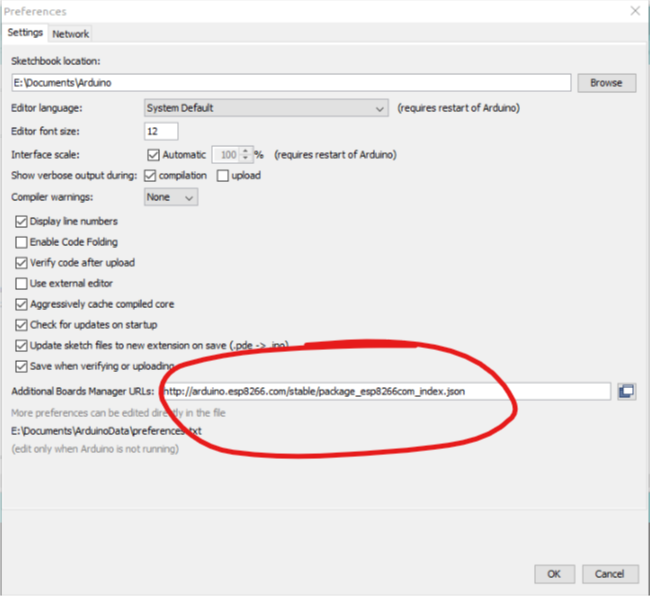 Preferences
Settings Network
Sketchbook location:
E:\Documents\Arduino Browse
Editor language: System Default (requires restart of Arduino)
Editor font size: 12
Interface scale: Automatic 100 % (requires restart of Arduino)
Show verbose output during: compilation upload
Compiler warnings: None
Display line numbers
Enable Code Folding
Verify code after upload
Use external editor
Aggressively cache compiled core
Check for updates on startup
Update sketch files to new extension on save (.pde -> .ino)
Save when verifying or uploading
Additional Boards Manager URLs: http://arduino.esp8266.com/stable/package_esp8266com_index.json
More preferences can be edited directly in the file
E:\Documents\ArduinoData\preferences.txt
(edit only when Arduino is not running)
OK Cancel